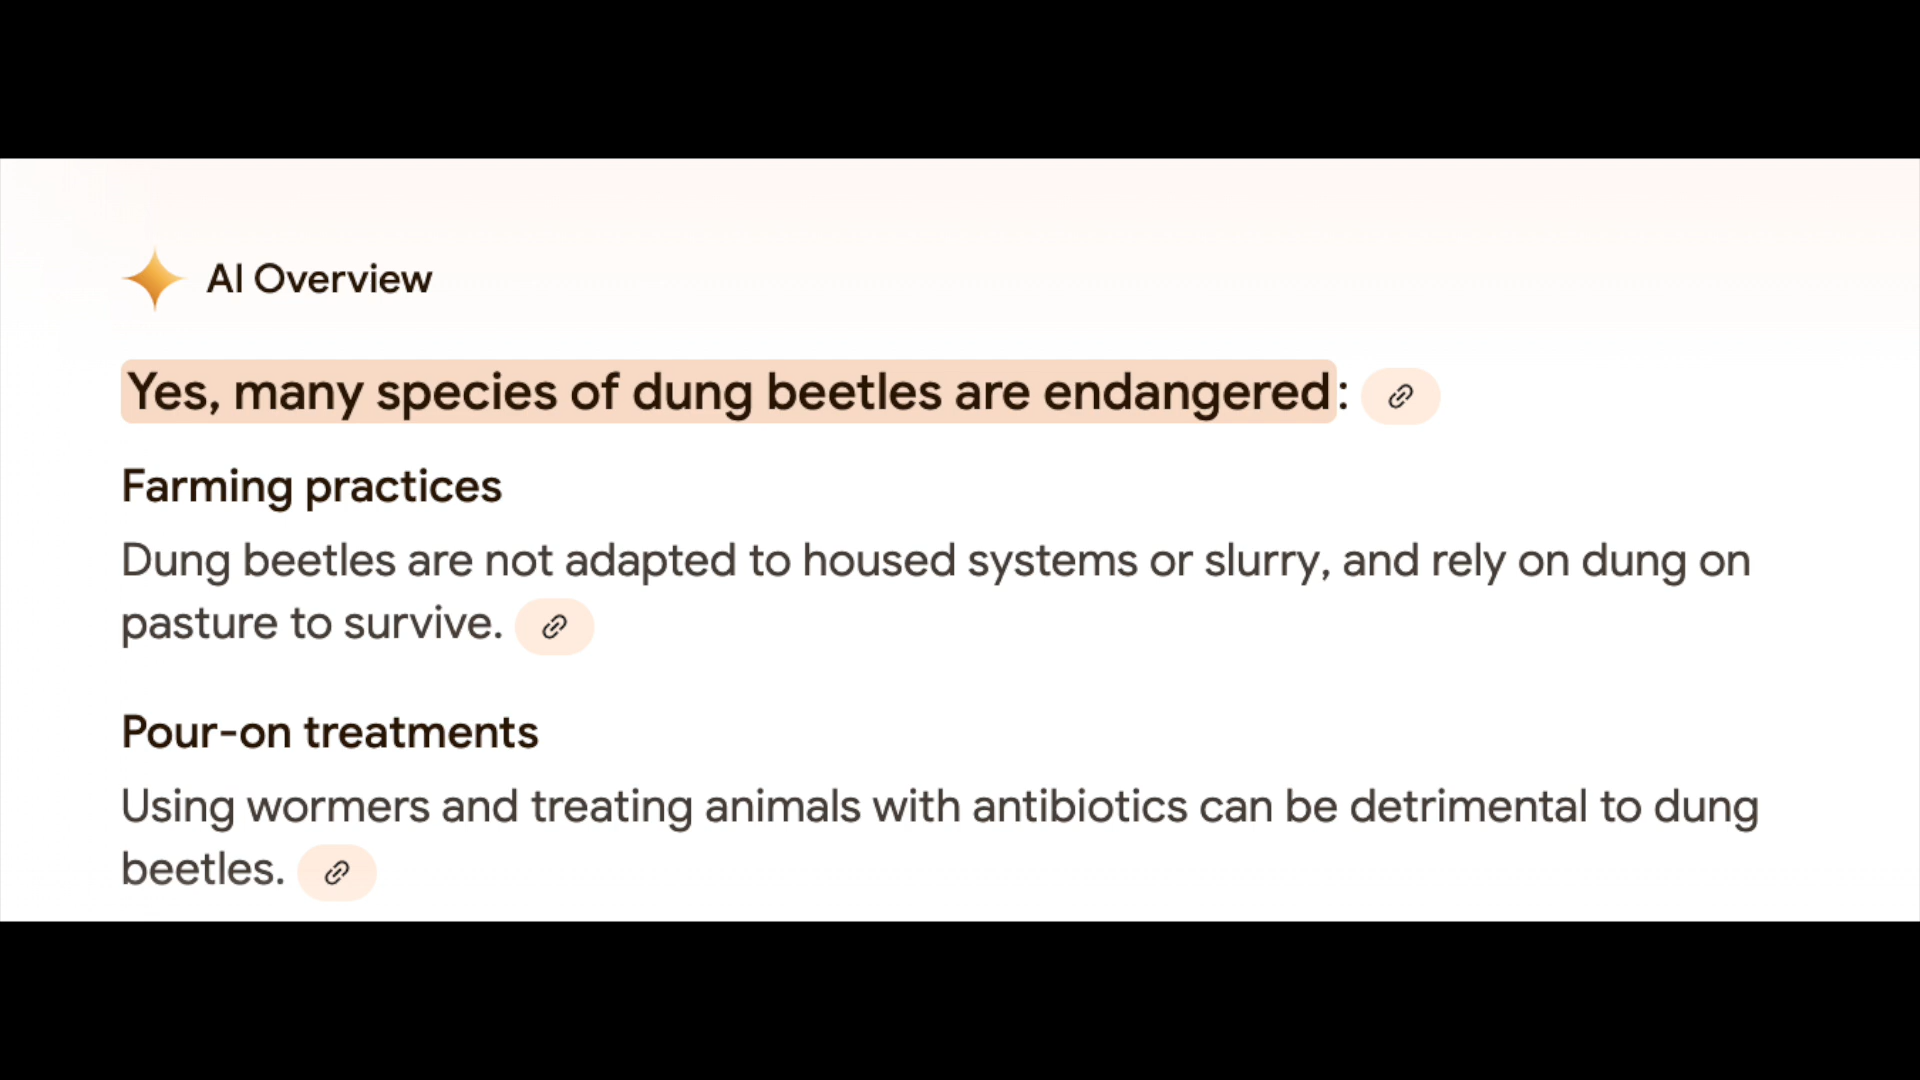 AI Overview
Yes, many species of dung beetles are endangered:
Farming practices
Dung beetles are not adapted to housed systems or slurry, and rely on dung on
pasture to survive.
Pour-on treatments
Using wormers and treating animals with antibiotics can be detrimental to dung
beetles.